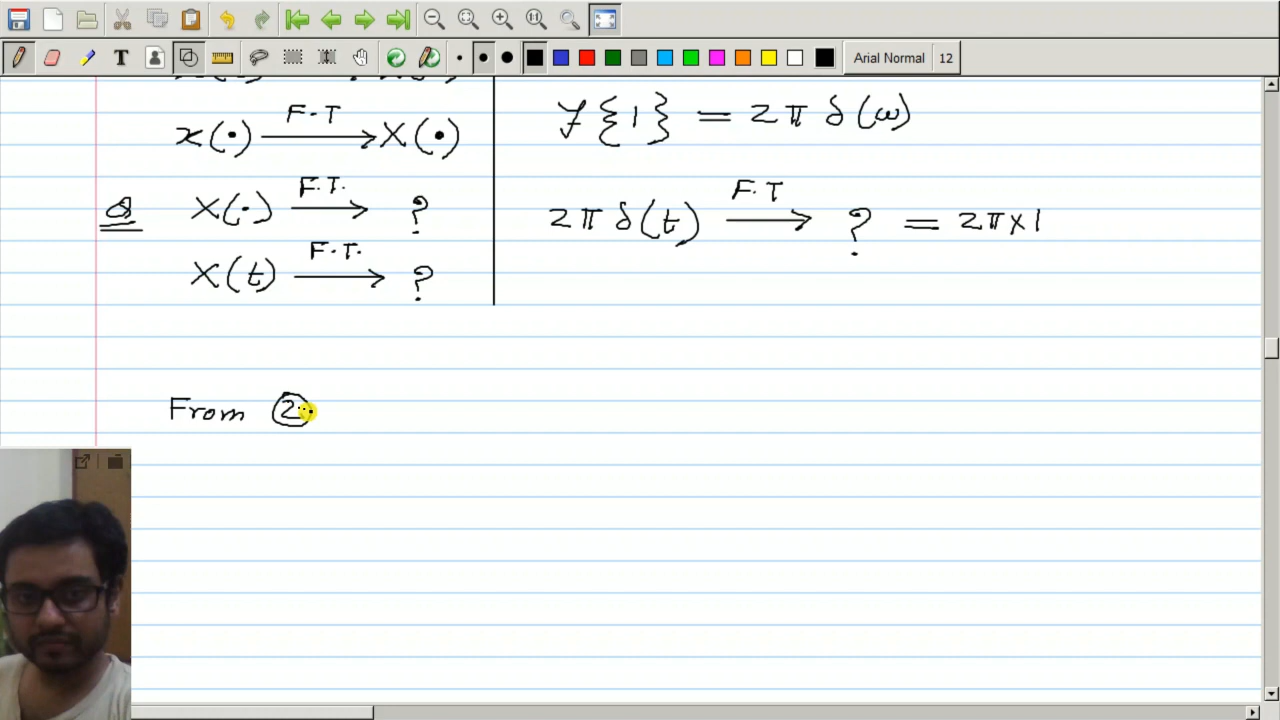 Arial Normal 12
x(•) F.T → X(•)
Q X(·) F.T. → ?
X(t) F.T. → ?
ℱ{1} = 2π δ(ω)
2π δ(t) F.T → ? = 2π×1
From ②